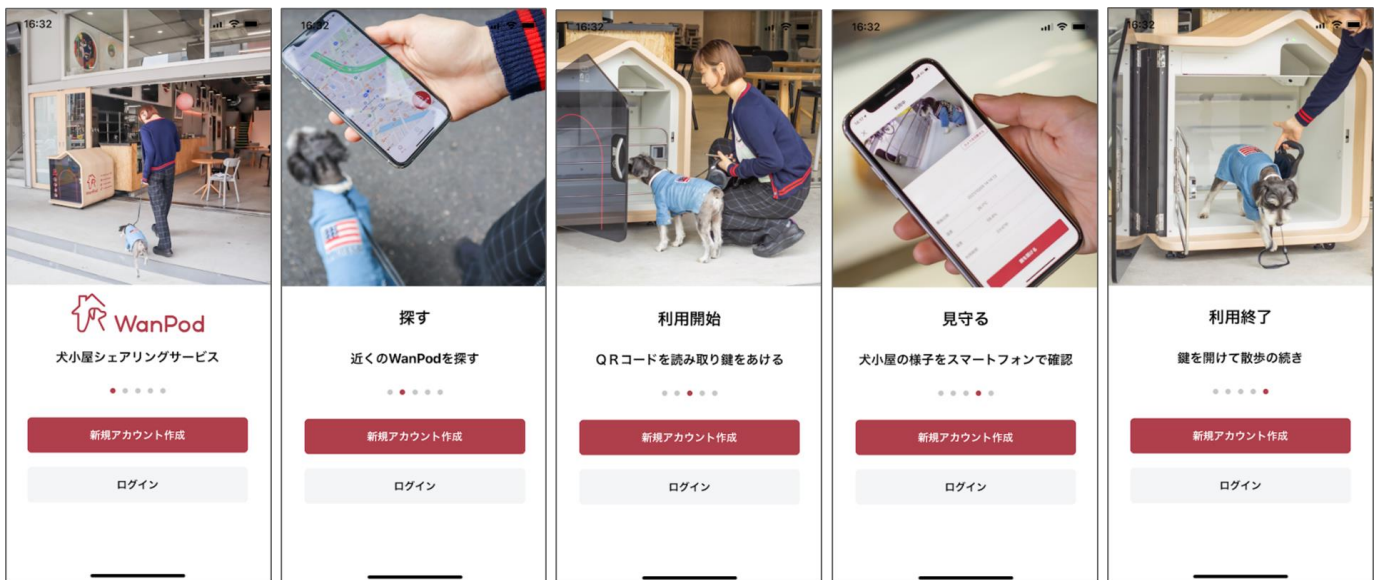 16:32
WanPod
WanPod
犬小屋シェアリングサービス
新規アカウント作成
ログイン
16:32
探す
近くのWanPodを探す
新規アカウント作成
ログイン
16:32
利用開始
QRコードを読み取り鍵をあける
新規アカウント作成
ログイン
16:32
見守る
犬小屋の様子をスマートフォンで確認
新規アカウント作成
ログイン
16:32
利用終了
鍵を開けて散歩の続き
新規アカウント作成
ログイン